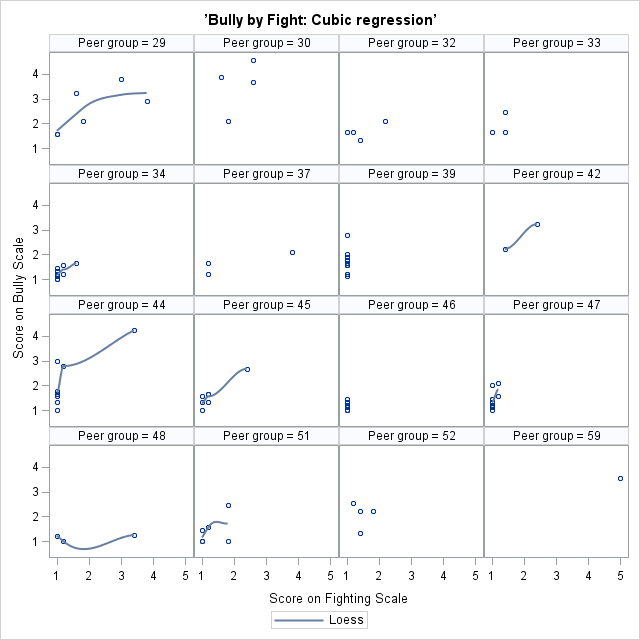 'Bully by Fight: Cubic regression'
Peer group = 29 Peer group = 30 Peer group = 32 Peer group = 33
4
3
2
1
Peer group = 34 Peer group = 37 Peer group = 39 Peer group = 42
4
3
2
1
Score on Bully Scale
Peer group = 44 Peer group = 45 Peer group = 46 Peer group = 47
4
3
2
1
Peer group = 48 Peer group = 51 Peer group = 52 Peer group = 59
4
3
2
1
1 2 3 4 5 1 2 3 4 5 1 2 3 4 5 1 2 3 4 5
Score on Fighting Scale
Loess